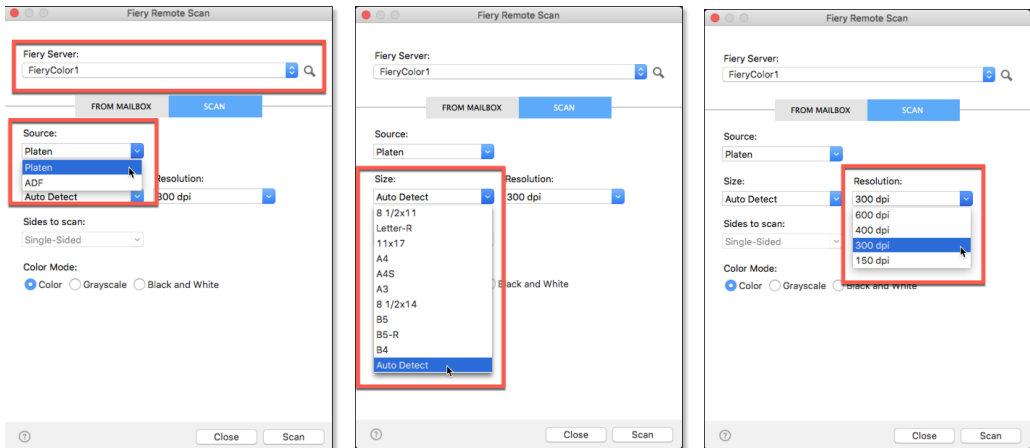 Fiery Remote Scan
Fiery Server:
FieryColor1
FROM MAILBOX SCAN
Source:
Platen
Platen
ADF
Resolution:
Auto Detect 300 dpi
Sides to scan:
Single-Sided
Color Mode:
Color Grayscale Black and White
? Close Scan
Fiery Remote Scan
Fiery Server:
FieryColor1
FROM MAILBOX SCAN
Source:
Platen
Size: Resolution:
Auto Detect 300 dpi
8 1/2x11
Letter-R
11x17
A4
A4S
A3
8 1/2x14
Black and White
B5
B5-R
B4
Auto Detect
? Close Scan
Fiery Remote Scan
Fiery Server:
FieryColor1
FROM MAILBOX SCAN
Source:
Platen
Size: Resolution:
Auto Detect 300 dpi
600 dpi
Sides to scan: 400 dpi
Single-Sided 300 dpi
150 dpi
Color Mode:
Color Grayscale Black and White
? Close Scan